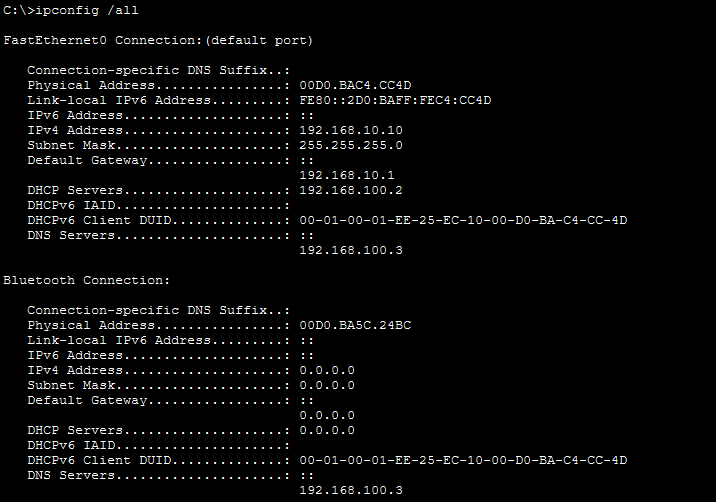 C:\>ipconfig /all
FastEthernet0 Connection:(default port)
Connection-specific DNS Suffix..:
Physical Address................: 00D0.BAC4.CC4D
Link-local IPv6 Address.........: FE80::2D0:BAFF:FEC4:CC4D
IPv6 Address....................: ::
IPv4 Address....................: 192.168.10.10
Subnet Mask.....................: 255.255.255.0
Default Gateway.................: ::
192.168.10.1
DHCP Servers....................: 192.168.100.2
DHCPv6 IAID.....................:
DHCPv6 Client DUID..............: 00-01-00-01-EE-25-EC-10-00-D0-BA-C4-CC-4D
DNS Servers.....................: ::
192.168.100.3
Bluetooth Connection:
Connection-specific DNS Suffix..:
Physical Address................: 00D0.BA5C.24BC
Link-local IPv6 Address.........: ::
IPv6 Address....................: ::
IPv4 Address....................: 0.0.0.0
Subnet Mask.....................: 0.0.0.0
Default Gateway.................: ::
0.0.0.0
DHCP Servers....................: 0.0.0.0
DHCPv6 IAID.....................:
DHCPv6 Client DUID..............: 00-01-00-01-EE-25-EC-10-00-D0-BA-C4-CC-4D
DNS Servers.....................: ::
192.168.100.3